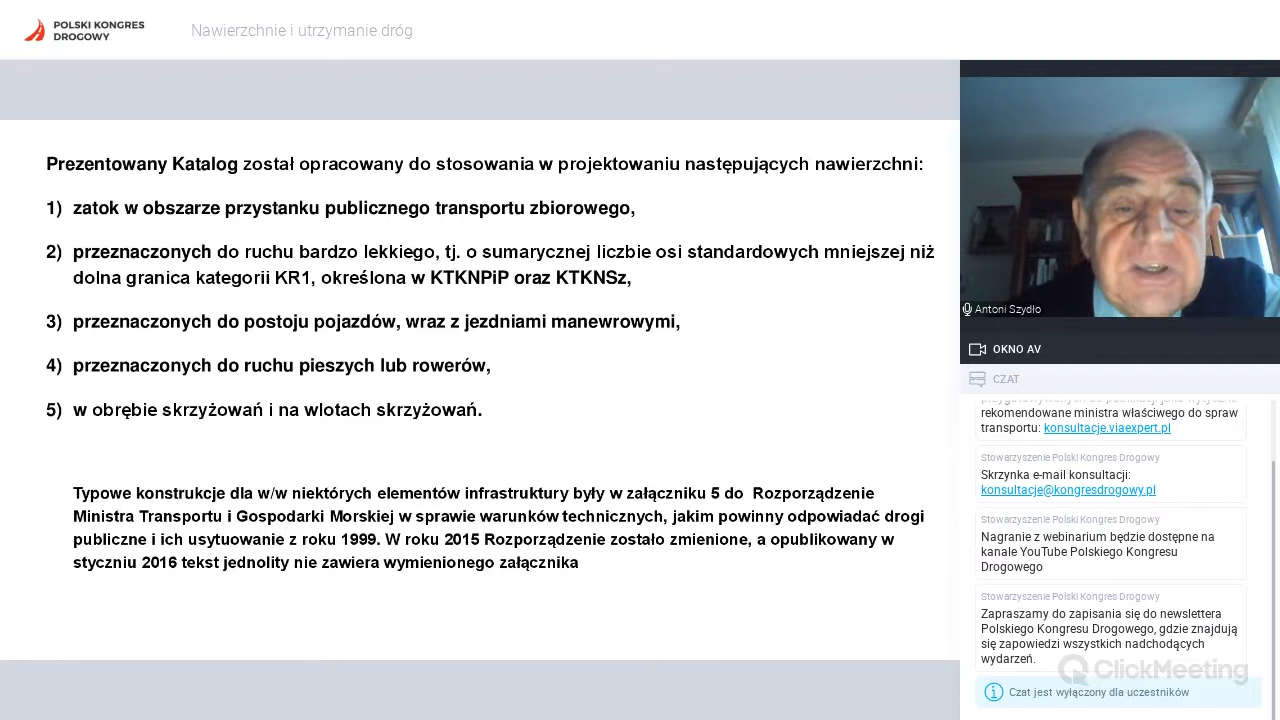 POLSKI KONGRES
DROGOWY
Nawierzchnie i utrzymanie dróg
Prezentowany Katalog został opracowany do stosowania w projektowaniu następujących nawierzchni:
1) zatok w obszarze przystanku publicznego transportu zbiorowego,
2) przeznaczonych do ruchu bardzo lekkiego, tj. o sumarycznej liczbie osi standardowych mniejszej niż
dolna granica kategorii KR1, określona w KTKNPiP oraz KTKNSz,
3) przeznaczonych do postoju pojazdów, wraz z jezdniami manewrowymi,
4) przeznaczonych do ruchu pieszych lub rowerów,
5) w obrębie skrzyżowań i na wlotach skrzyżowań.
Typowe konstrukcje dla w/w niektórych elementów infrastruktury były w załączniku 5 do Rozporządzenie
Ministra Transportu i Gospodarki Morskiej w sprawie warunków technicznych, jakim powinny odpowiadać drogi
publiczne i ich usytuowanie z roku 1999. W roku 2015 Rozporządzenie zostało zmienione, a opublikowany w
styczniu 2016 tekst jednolity nie zawiera wymienionego załącznika
Antoni Szydło
OKNO AV
CZAT
rekomendowane ministra właściwego do spraw
transportu: konsultacje.viaexpert.pl
Stowarzyszenie Polski Kongres Drogowy
Skrzynka e-mail konsultacji:
konsultacje@kongresdrogowy.pl
Stowarzyszenie Polski Kongres Drogowy
Nagranie z webinarium będzie dostępne na
kanale YouTube Polskiego Kongresu
Drogowego
Stowarzyszenie Polski Kongres Drogowy
Zapraszamy do zapisania się do newslettera
Polskiego Kongresu Drogowego, gdzie znajdują
się zapowiedzi wszystkich nadchodzących
wydarzeń.
ClickMeeting
Czat jest wyłączony dla uczestników